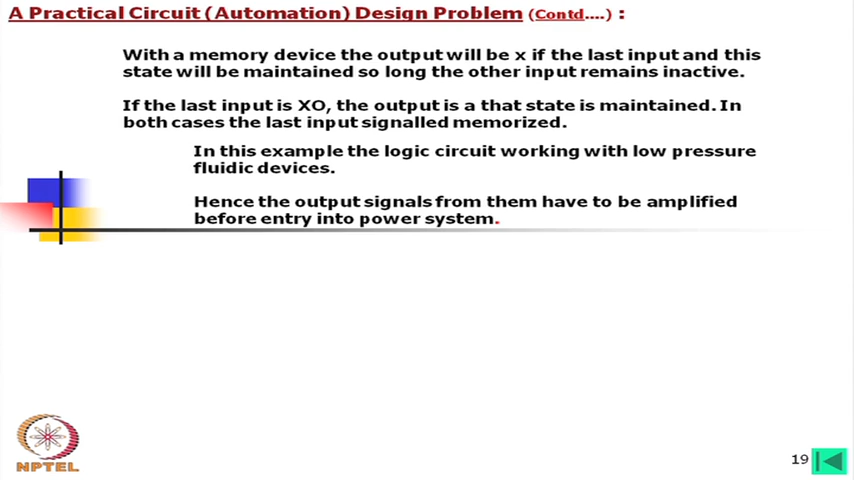 A Practical Circuit (Automation) Design Problem (Contd....) :
With a memory device the output will be x if the last input and this
state will be maintained so long the other input remains inactive.
If the last input is XO, the output is a that state is maintained. In
both cases the last input signalled memorized.
In this example the logic circuit working with low pressure
fluidic devices.
Hence the output signals from them have to be amplified
before entry into power system.
NPTEL
19